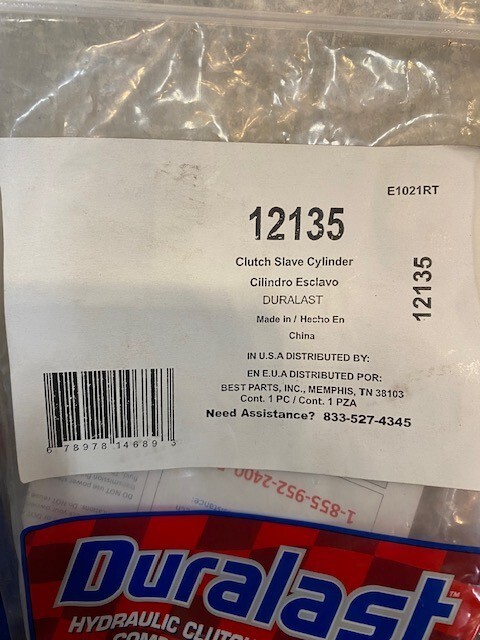 E1021RT
12135
Clutch Slave Cylinder
Cilindro Esclavo
DURALAST
Made in / Hecho En
China
12135
IN U.S.A DISTRIBUTED BY:
EN E.U.A DISTRIBUTED POR:
BEST PARTS, INC., MEMPHIS, TN 38103
Cont. 1 PC / Cont. 1 PZA
Need Assistance? 833-527-4345
6 78978 14689 3
1-855-952-2400
Duralast™
HYDRAULIC CLUTCH